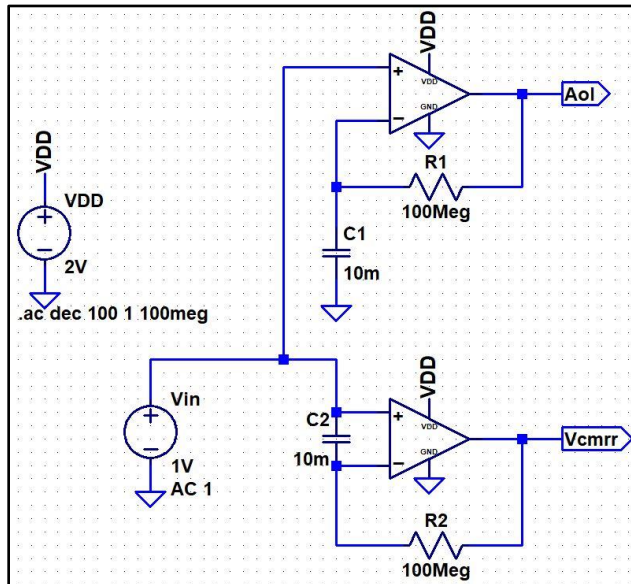 VDD
VDD
GND
Aol
R1
100Meg
C1
10m
VDD
VDD
2V
.ac dec 100 1 100meg
Vin
1V
AC 1
C2
10m
VDD
VDD
GND
Vcmrr
R2
100Meg